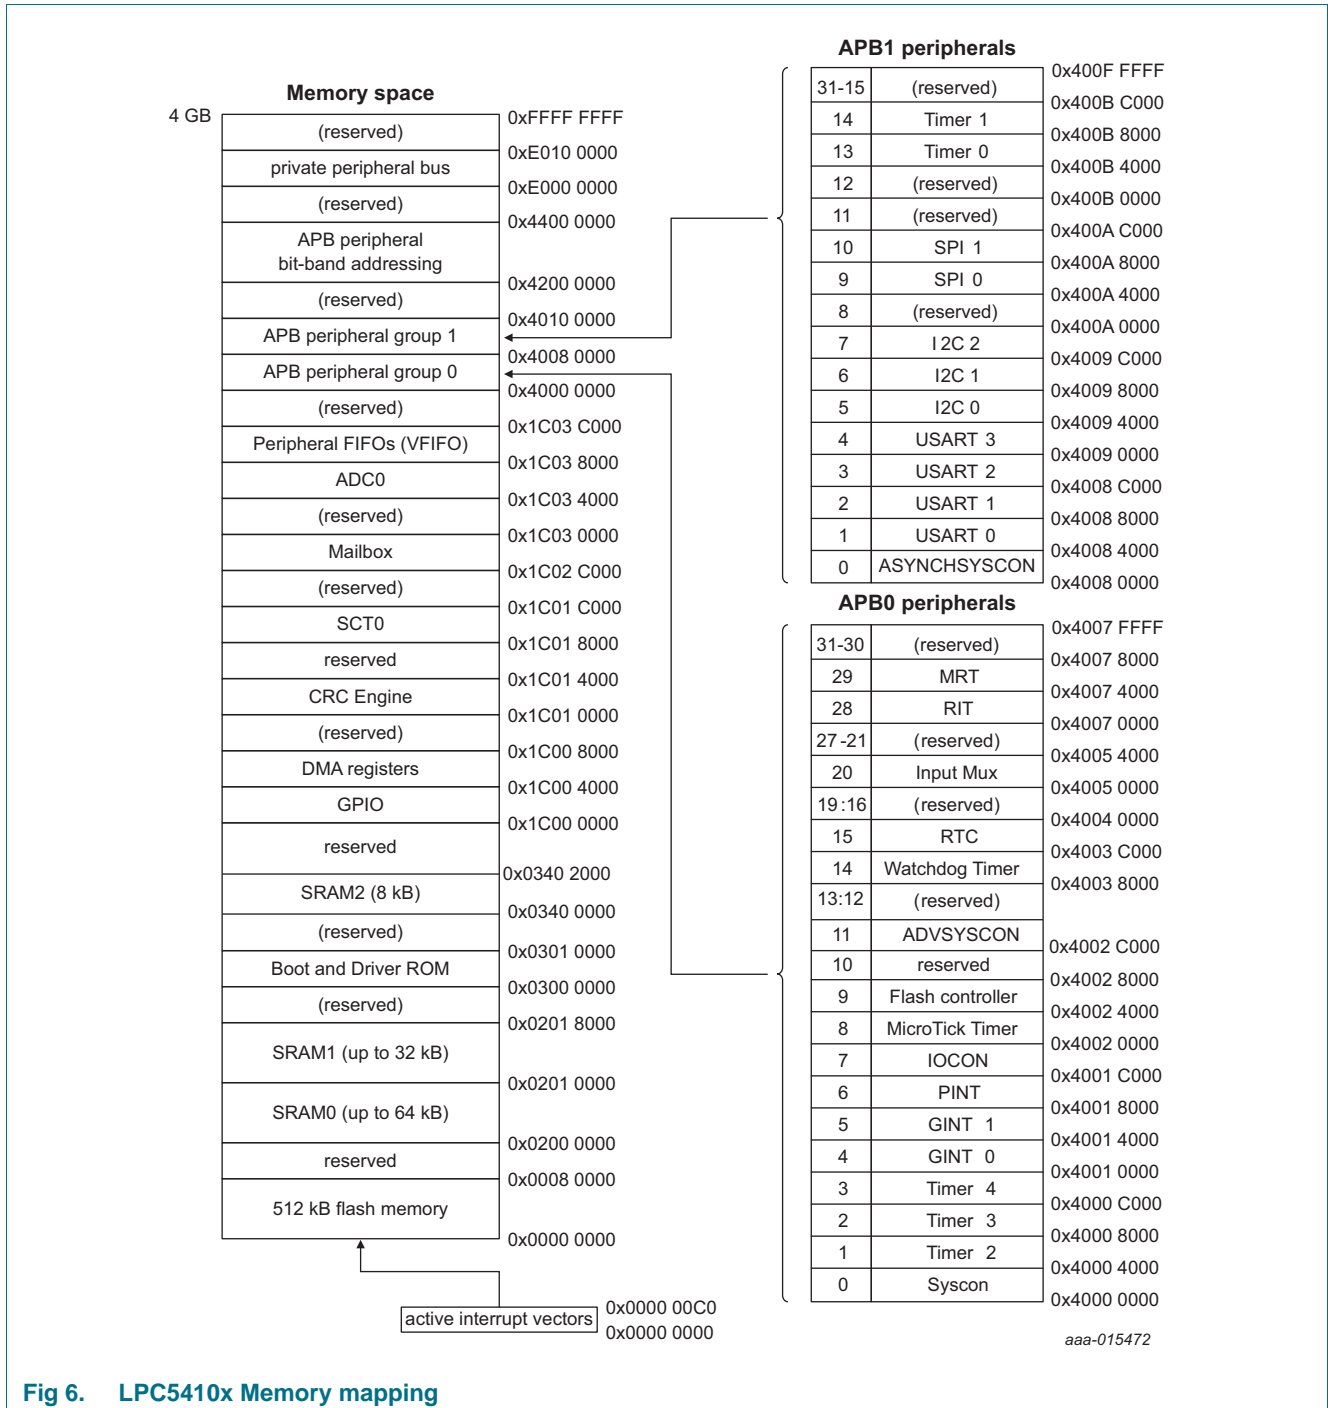 Memory space
4 GB
(reserved)
0xFFFF FFFF
private peripheral bus
0xE010 0000
(reserved)
0xE000 0000
APB peripheral
bit-band addressing
0x4400 0000
(reserved)
0x4200 0000
APB peripheral group 1
0x4010 0000
APB peripheral group 0
0x4008 0000
(reserved)
0x4000 0000
Peripheral FIFOs (VFIFO)
0x1C03 C000
ADC0
0x1C03 8000
(reserved)
0x1C03 4000
Mailbox
0x1C03 0000
(reserved)
0x1C02 C000
SCT0
0x1C01 C000
reserved
0x1C01 8000
CRC Engine
0x1C01 4000
(reserved)
0x1C01 0000
DMA registers
0x1C00 8000
GPIO
0x1C00 4000
reserved
0x1C00 0000
SRAM2 (8 kB)
0x0340 2000
(reserved)
0x0340 0000
Boot and Driver ROM
0x0301 0000
(reserved)
0x0300 0000
SRAM1 (up to 32 kB)
0x0201 8000
SRAM0 (up to 64 kB)
0x0201 0000
reserved
0x0200 0000
512 kB flash memory
0x0008 0000
0x0000 0000
active interrupt vectors
0x0000 00C0
0x0000 0000
APB1 peripherals
0x400F FFFF
31-15 (reserved)
0x400B C000
14 Timer 1
0x400B 8000
13 Timer 0
0x400B 4000
12 (reserved)
0x400B 0000
11 (reserved)
0x400A C000
10 SPI 1
0x400A 8000
9 SPI 0
0x400A 4000
8 (reserved)
0x400A 0000
7 I2C 2
0x4009 C000
6 I2C 1
0x4009 8000
5 I2C 0
0x4009 4000
4 USART 3
0x4009 0000
3 USART 2
0x4008 C000
2 USART 1
0x4008 8000
1 USART 0
0x4008 4000
0 ASYNCHSYSCON
0x4008 0000
APB0 peripherals
0x4007 FFFF
31-30 (reserved)
0x4007 8000
29 MRT
0x4007 4000
28 RIT
0x4007 0000
27-21 (reserved)
0x4005 4000
20 Input Mux
0x4005 0000
19:16 (reserved)
0x4004 0000
15 RTC
0x4003 C000
14 Watchdog Timer
0x4003 8000
13:12 (reserved)
11 ADVSYSCON
0x4002 C000
10 reserved
0x4002 8000
9 Flash controller
0x4002 4000
8 MicroTick Timer
0x4002 0000
7 IOCON
0x4001 C000
6 PINT
0x4001 8000
5 GINT 1
0x4001 4000
4 GINT 0
0x4001 0000
3 Timer 4
0x4000 C000
2 Timer 3
0x4000 8000
1 Timer 2
0x4000 4000
0 Syscon
0x4000 0000
aaa-015472
Fig 6. LPC5410x Memory mapping